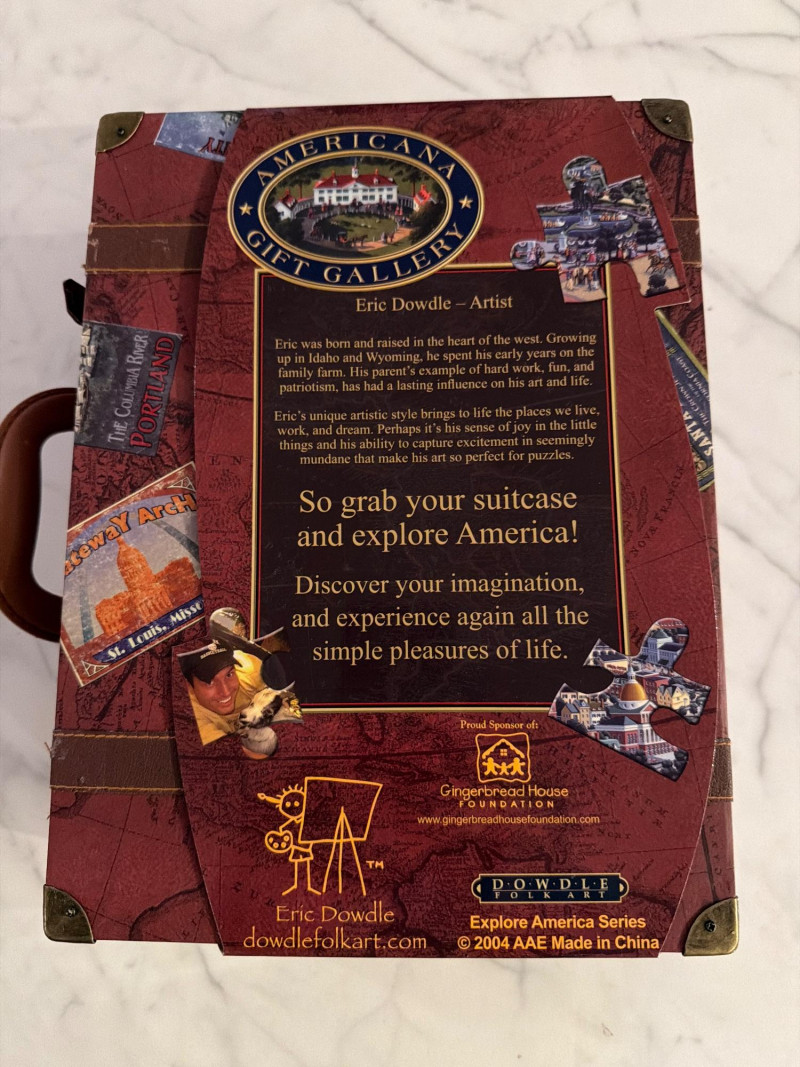 AMERICANA
GIFT GALLERY
Eric Dowdle – Artist
Eric was born and raised in the heart of the west. Growing
up in Idaho and Wyoming, he spent his early years on the
family farm. His parent's example of hard work, fun, and
patriotism, has had a lasting influence on his art and life.
Eric's unique artistic style brings to life the places we live,
work, and dream. Perhaps it's his sense of joy in the little
things and his ability to capture excitement in seemingly
mundane that make his art so perfect for puzzles.
So grab your suitcase
and explore America!
Discover your imagination,
and experience again all the
simple pleasures of life.
THE COLUMBIA RIVER
PORTLAND
teway Arch
St. Louis, Miss
SANTA
NOVA FRANCIA
Proud Sponsor of:
Gingerbread House
FOUNDATION
www.gingerbreadhousefoundation.com
TM
Eric Dowdle
dowdlefolkart.com
D·O·W·D·L·E
FOLK ART
Explore America Series
© 2004 AAE Made in China